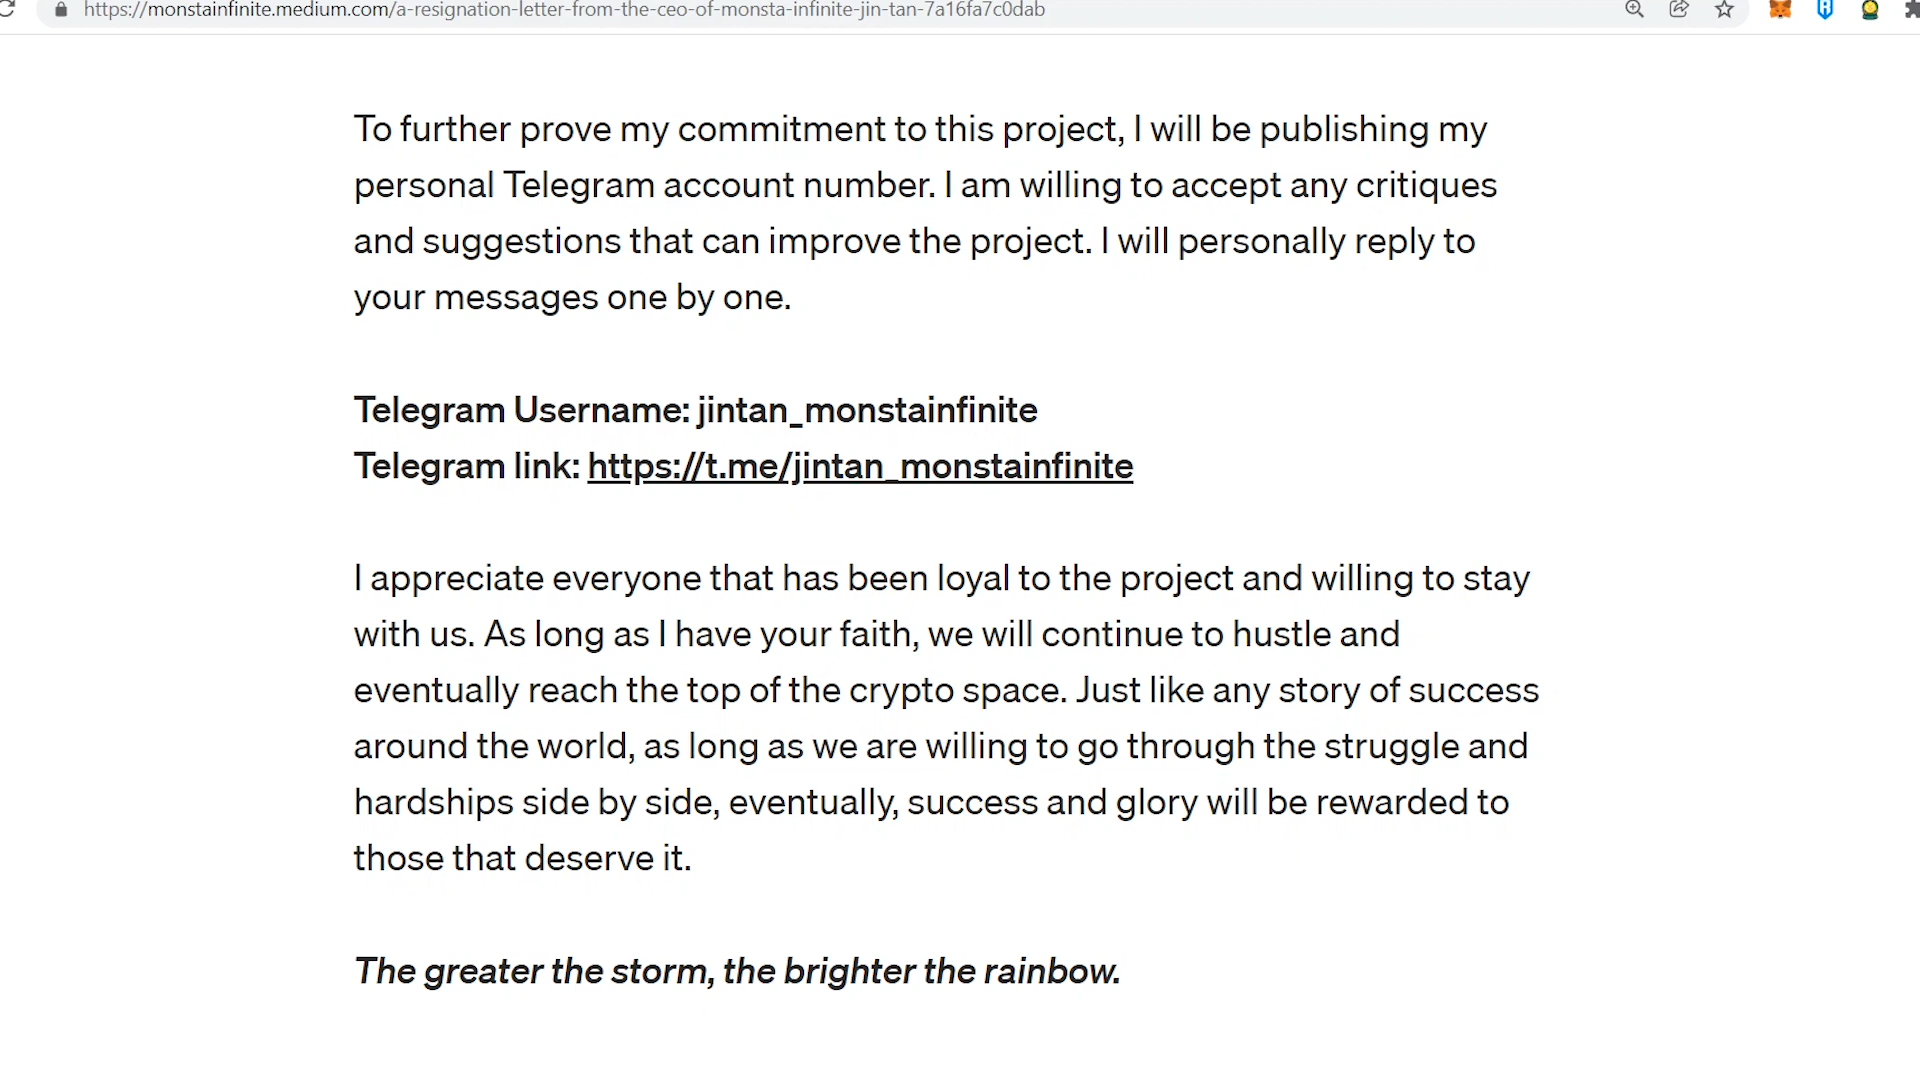 https://monstainfinite.medium.com/a-resignation-letter-from-the-ceo-of-monsta-infinite-jin-tan-7a16fa7c0dab
To further prove my commitment to this project, I will be publishing my
personal Telegram account number. I am willing to accept any critiques
and suggestions that can improve the project. I will personally reply to
your messages one by one.
Telegram Username: jintan_monstainfinite
Telegram link: https://t.me/jintan_monstainfinite
I appreciate everyone that has been loyal to the project and willing to stay
with us. As long as I have your faith, we will continue to hustle and
eventually reach the top of the crypto space. Just like any story of success
around the world, as long as we are willing to go through the struggle and
hardships side by side, eventually, success and glory will be rewarded to
those that deserve it.
The greater the storm, the brighter the rainbow.